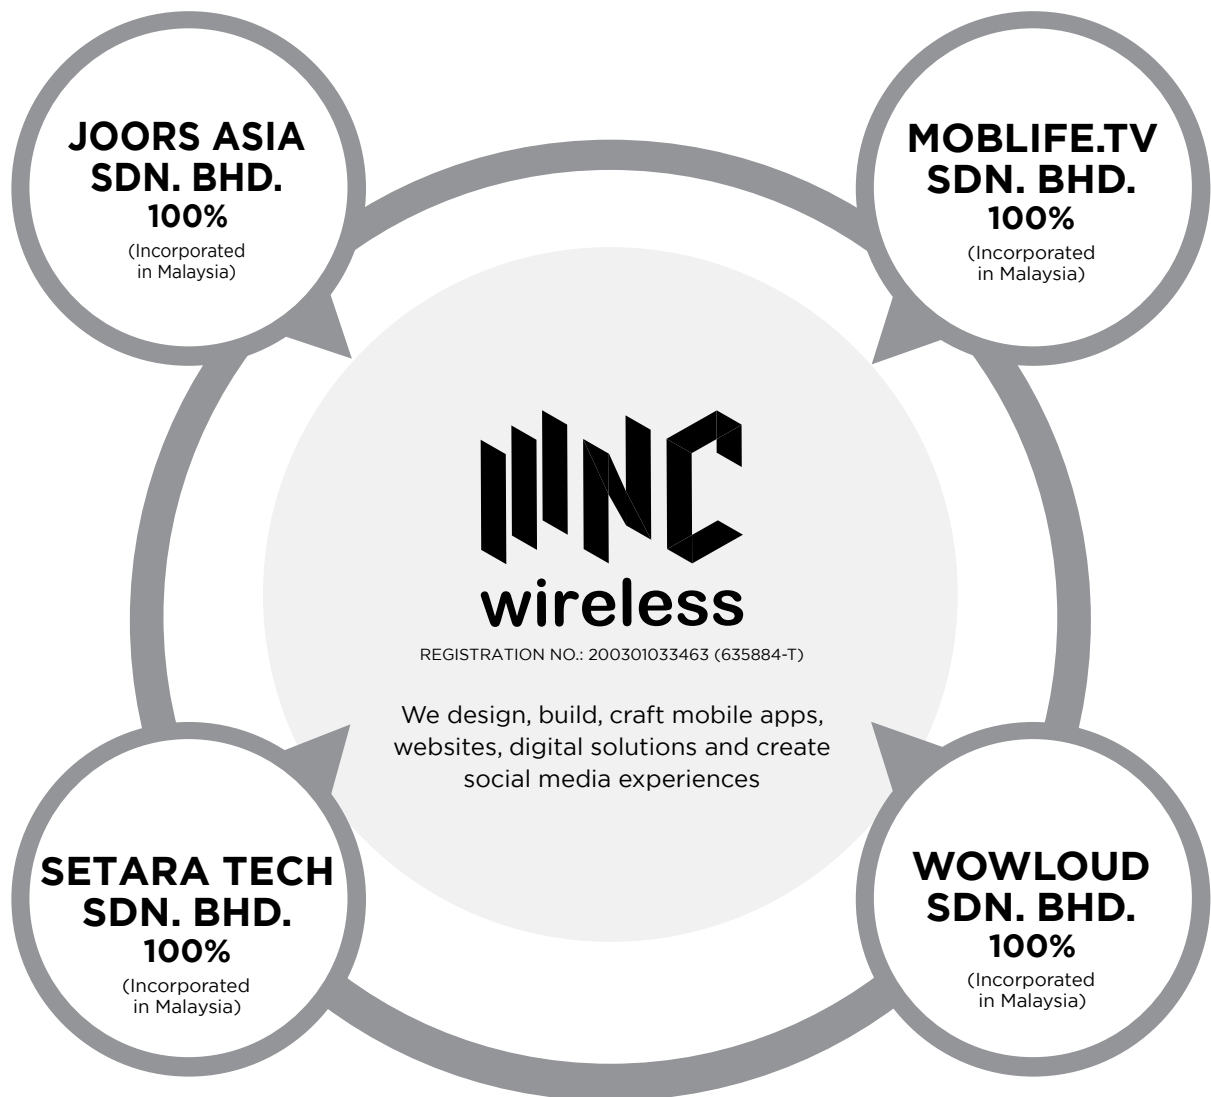 JOORS ASIA
SDN. BHD.
100%
(Incorporated
in Malaysia)
MOBLIFE.TV
SDN. BHD.
100%
(Incorporated
in Malaysia)
MNC
wireless
REGISTRATION NO.: 200301033463 (635884-T)
We design, build, craft mobile apps,
websites, digital solutions and create
social media experiences
SETARA TECH
SDN. BHD.
100%
(Incorporated
in Malaysia)
WOWLOUD
SDN. BHD.
100%
(Incorporated
in Malaysia)